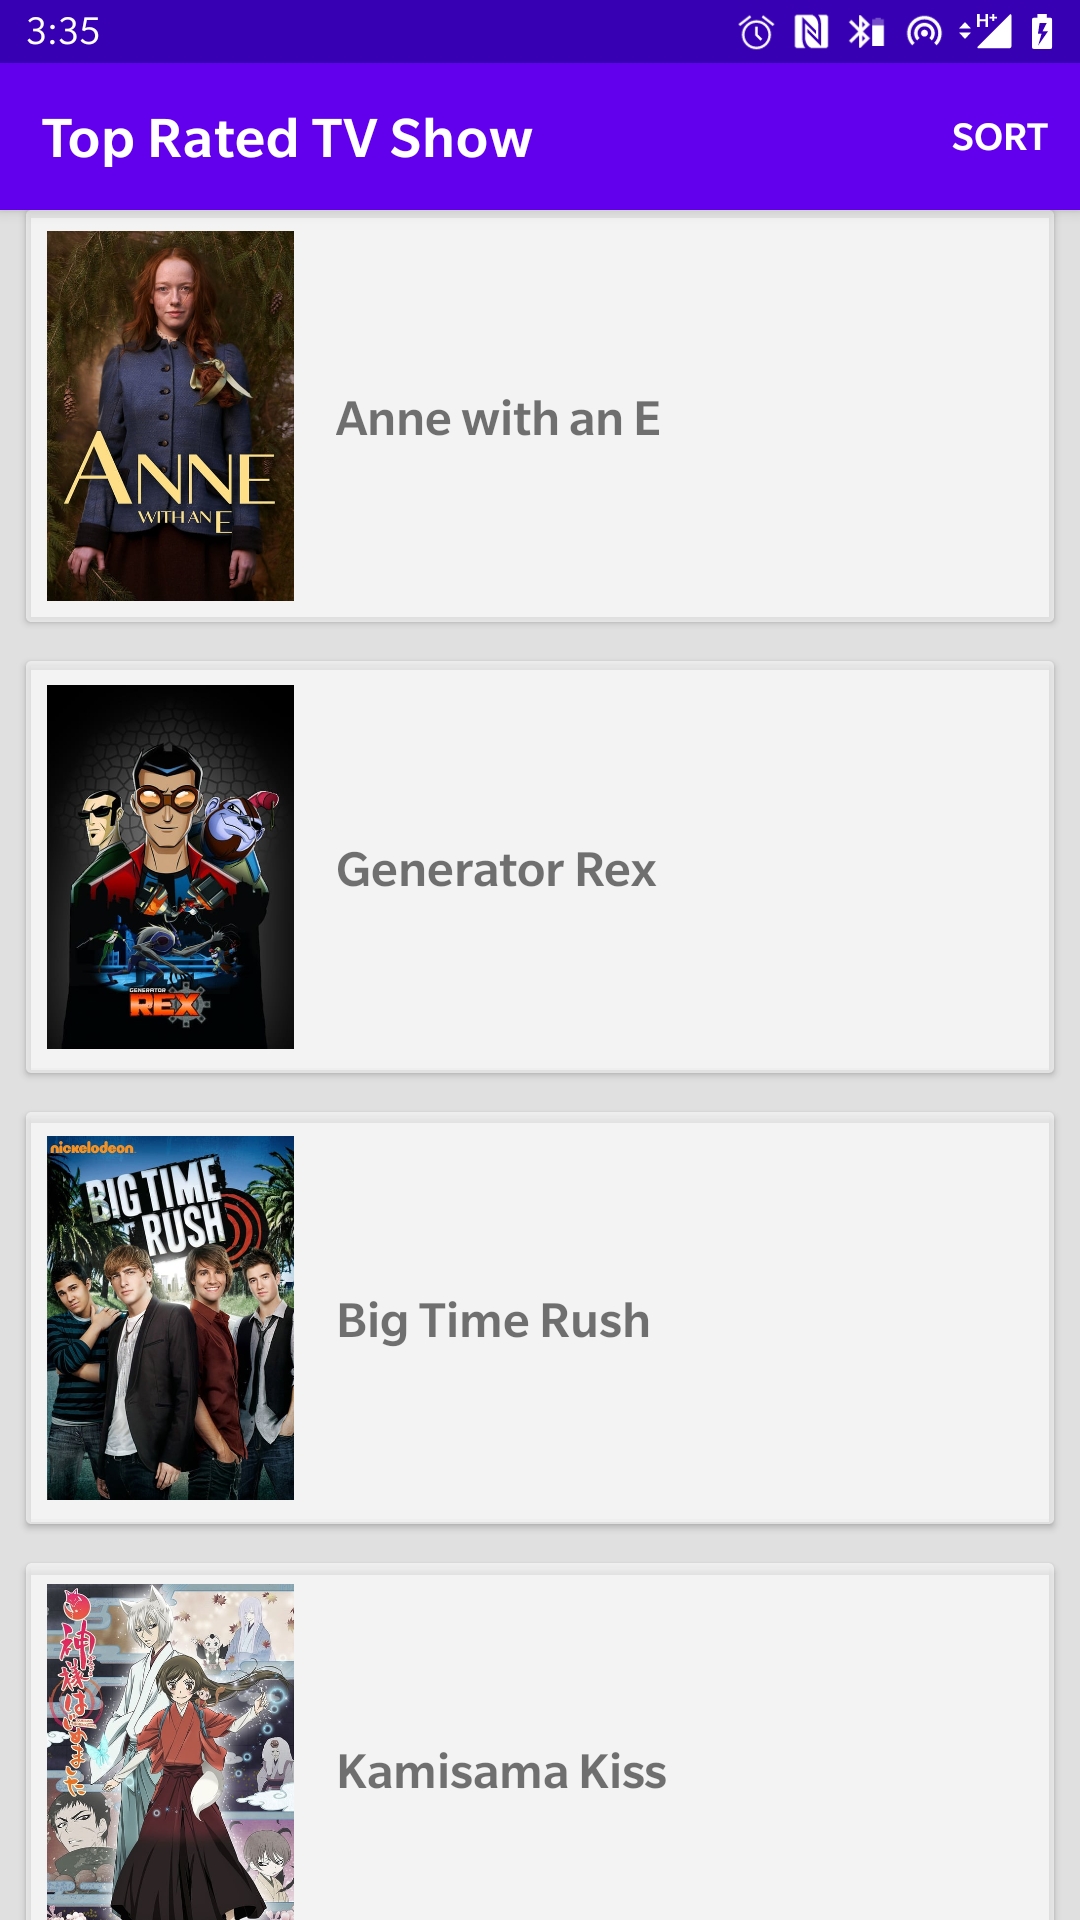 3:35
H+
Top Rated TV Show
SORT
ANNE
WITH AN E
Anne with an E
GENERATOR
REX
Generator Rex
nickelodeon
BIG TIME
RUSH
Big Time Rush
神様はじめました
Kamisama Kiss